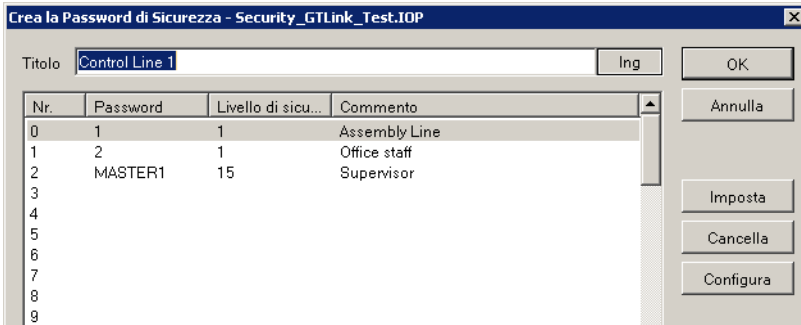 Crea la Password di Sicurezza - Security_GTLink_Test.IOP
Titolo Control Line 1 Ing OK
Nr. Password Livello di sicu... Commento Annulla
0 1 1 Assembly Line
1 2 1 Office staff
2 MASTER1 15 Supervisor
3 Imposta
4
5 Cancella
6
7 Configura
8
9